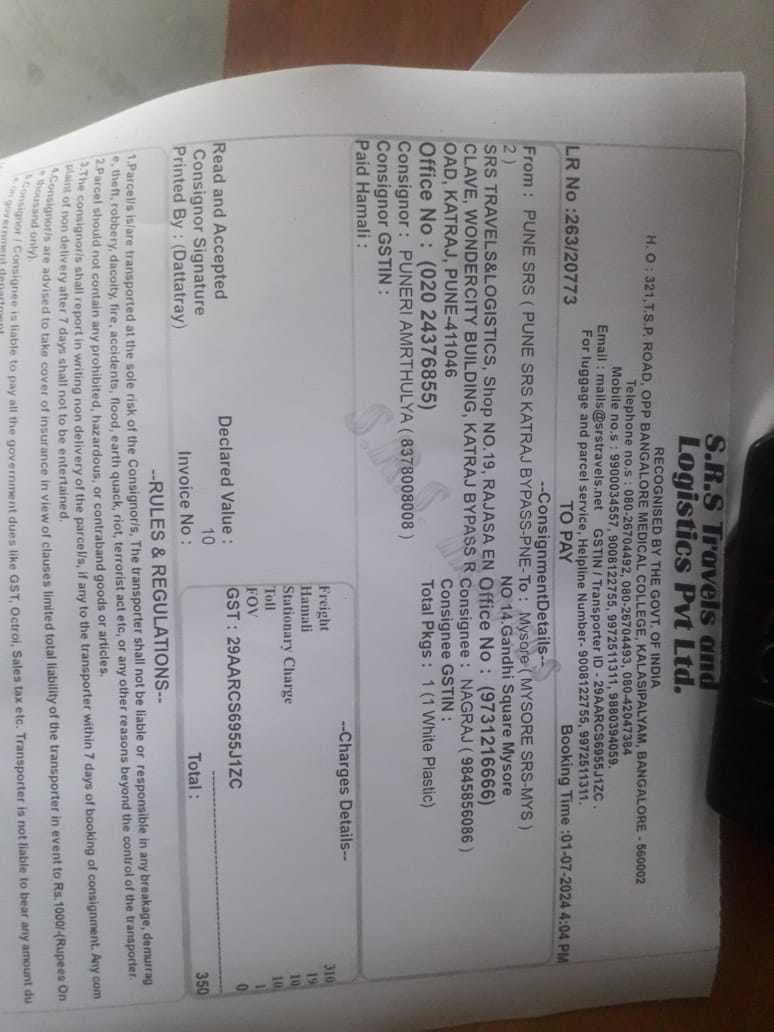 S.R.S Travels and
Logistics Pvt Ltd.
RECOGNISED BY THE GOVT. OF INDIA
H. O : 321,T.S.P. ROAD, OPP BANGALORE MEDICAL COLLEGE, KALASIPALYAM, BANGALORE - 560002
Telephone no.s : 080-26704492, 080-26704493, 080-42047384
Mobile no.s : 9900034557, 9008122755, 9972511311, 9880394059.
Email : mails@srstravels.net GSTIN / Transporter ID - 29AARCS6955J1ZC .
For luggage and parcel service, Helpline Number- 9008122755, 9972511311.
LR No :263/20773 TO PAY Booking Time :01-07-2024 4:04 PM
--ConsignmentDetails--
From : PUNE SRS ( PUNE SRS KATRAJ BYPASS-PNE-
2 )
SRS TRAVELS&LOGISTICS, Shop NO.19, RAJASA EN
CLAVE, WONDERCITY BUILDING, KATRAJ BYPASS R
OAD, KATRAJ, PUNE-411046
Office No : (020 24376855)
Consignor : PUNERI AMRTHULYA ( 8378008008 )
Consignor GSTIN :
Paid Hamali :
To : Mysore ( MYSORE SRS-MYS )
NO 14,Gandhi Square Mysore
Office No : (9731216666)
Consignee : NAGRAJ ( 9845856086 )
Consignee GSTIN :
Total Pkgs : 1 (1 White Plastic)
S.R.S.
--Charges Details--
Freight 310
Hamali 19
Stationary Charge 10
Toll 10
FOV 1
GST : 29AARCS6955J1ZC 0
Total : 350
Declared Value :
10
Invoice No :
Read and Accepted
Consignor Signature
Printed By : (Dattatray)
--RULES & REGULATIONS--
1.Parcel/s is/are transported at the sole risk of the Consignor/s, The transporter shall not be liable or responsible in any breakage, demurrag
e, theft, robbery, dacoity, fire, accidents, flood, earth quack, riot, terrorist act etc, or any other reasons beyond the control of the transporter.
2.Parcel should not contain any prohibited, hazardous, or contraband goods or articles.
3.The consignor/s shall report in writing non delivery of the parcel/s, if any to the transporter within 7 days of booking of consignment. Any com
plaint of non delivery after 7 days shall not to be entertained.
4.Consignor/s are advised to take cover of insurance in view of clauses limited total liability of the transporter in event to Rs.1000/-(Rupees On
e thousand only).
5.Consignor / Consignee is liable to pay all the government dues like GST, Octroi, Sales tax etc. Transporter is not liable to bear any amount du
on government department